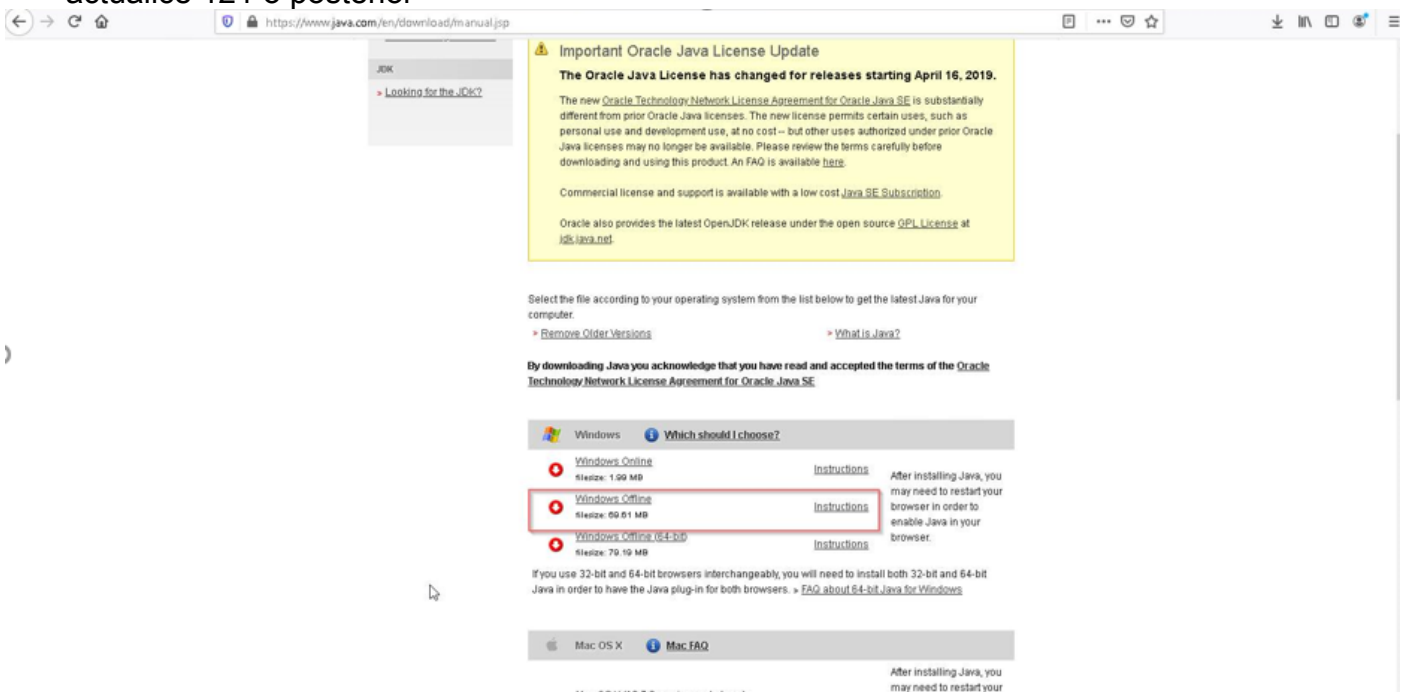 actualice 121 o posterior
https://www.java.com/en/download/manual.jsp
JDK
» Looking for the JDK?
Important Oracle Java License Update
The Oracle Java License has changed for releases starting April 16, 2019.
The new Oracle Technology Network License Agreement for Oracle Java SE is substantially
different from prior Oracle Java licenses. The new license permits certain uses, such as
personal use and development use, at no cost -- but other uses authorized under prior Oracle
Java licenses may no longer be available. Please review the terms carefully before
downloading and using this product. An FAQ is available here.
Commercial license and support is available with a low cost Java SE Subscription.
Oracle also provides the latest OpenJDK release under the open source GPL License at
jdk.java.net.
Select the file according to your operating system from the list below to get the latest Java for your
computer.
» Remove Older Versions » What is Java?
By downloading Java you acknowledge that you have read and accepted the terms of the Oracle
Technology Network License Agreement for Oracle Java SE
Windows Which should I choose?
Windows Online
filesize: 1.99 MB
Instructions
Windows Offline
filesize: 69.61 MB
Instructions
Windows Offline (64-bit)
filesize: 79.19 MB
Instructions
After installing Java, you
may need to restart your
browser in order to
enable Java in your
browser.
If you use 32-bit and 64-bit browsers interchangeably, you will need to install both 32-bit and 64-bit
Java in order to have the Java plug-in for both browsers. » FAQ about 64-bit Java for Windows
Mac OS X Mac FAQ
After installing Java, you
may need to restart your